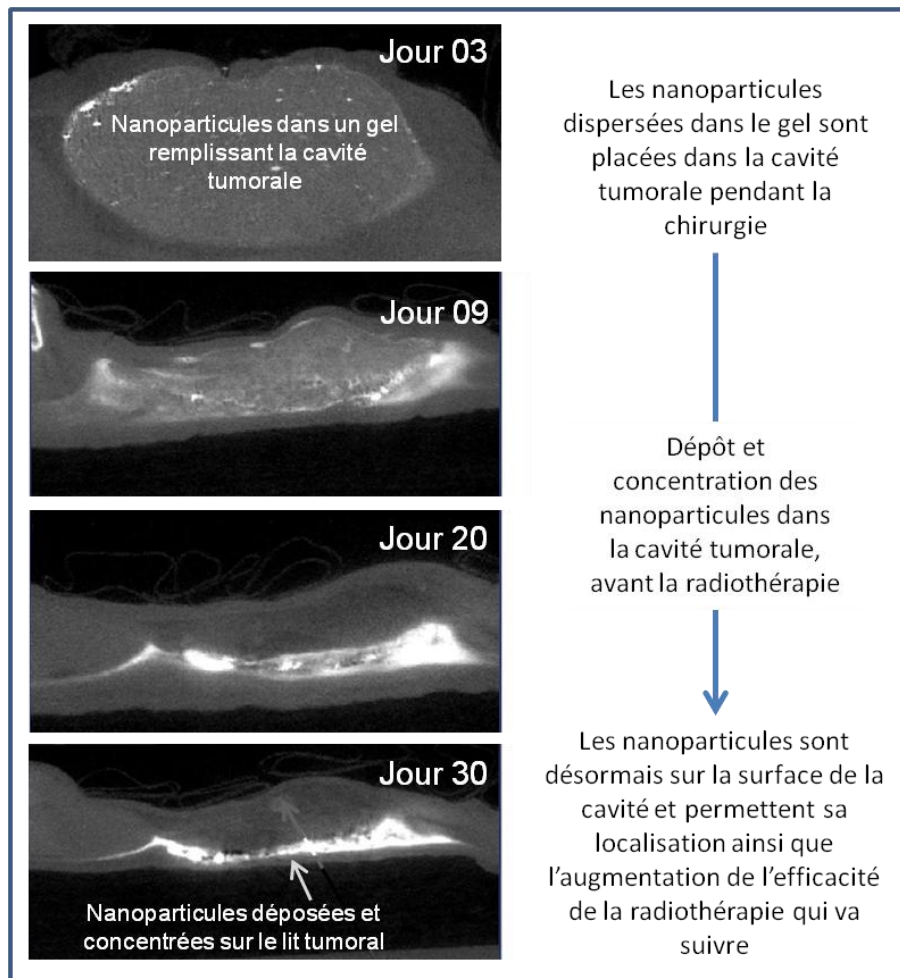 Jour 03
Nanoparticules dans un gel
remplissant la cavité
tumorale
Les nanoparticules
dispersées dans le gel sont
placées dans la cavité
tumorale pendant la
chirurgie
Jour 09
Dépôt et
concentration des
nanoparticules dans
la cavité tumorale,
avant la radiothérapie
Jour 20
Jour 30
Nanoparticules déposées et
concentrées sur le lit tumoral
Les nanoparticules sont
désormais sur la surface de la
cavité et permettent sa
localisation ainsi que
l'augmentation de l'efficacité
de la radiothérapie qui va
suivre